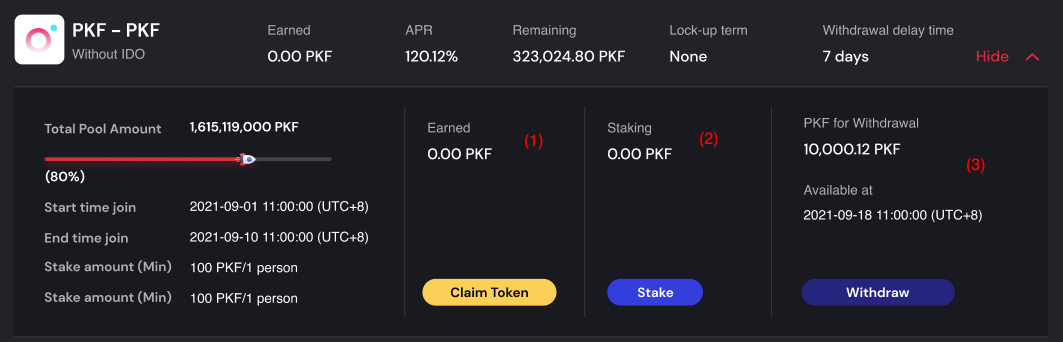 PKF – PKF
Without IDO
Earned
0.00 PKF
APR
120.12%
Remaining
323,024.80 PKF
Lock-up term
None
Withdrawal delay time
7 days
Hide
Total Pool Amount 1,615,119,000 PKF
(80%)
Start time join 2021-09-01 11:00:00 (UTC+8)
End time join 2021-09-10 11:00:00 (UTC+8)
Stake amount (Min) 100 PKF/1 person
Stake amount (Min) 100 PKF/1 person
Earned
0.00 PKF
(1)
Claim Token
Staking
0.00 PKF
(2)
Stake
PKF for Withdrawal
10,000.12 PKF
(3)
Available at
2021-09-18 11:00:00 (UTC+8)
Withdraw